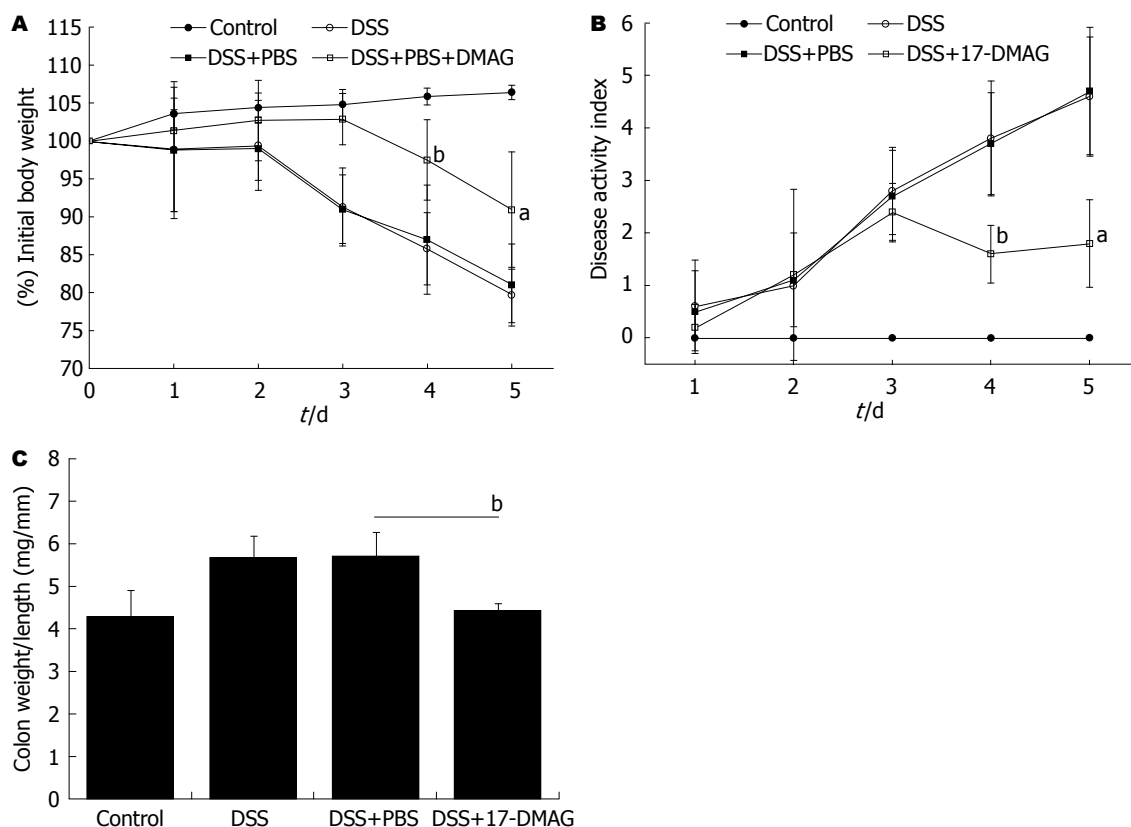 A
Control DSS
DSS+PBS DSS+PBS+DMAG
(%) Initial body weight
115
110
105
100
95
90
85
80
75
70
b
a
0 1 2 3 4 5
t/d
B
Control DSS
DSS+PBS DSS+17-DMAG
Disease activity index
6
5
4
3
2
1
0
b
a
1 2 3 4 5
t/d
C
Colon weight/length (mg/mm)
8
7
6
5
4
3
2
1
0
b
Control DSS DSS+PBS DSS+17-DMAG